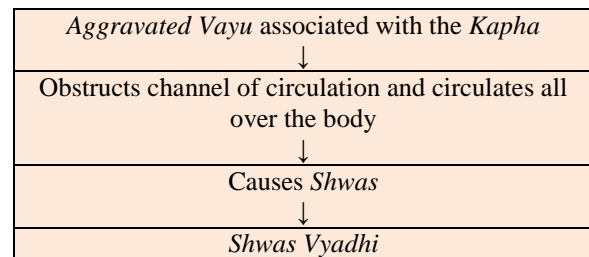 Aggravated Vayu associated with the Kapha
↓
Obstructs channel of circulation and circulates all
over the body
↓
Causes Shwas
↓
Shwas Vyadhi